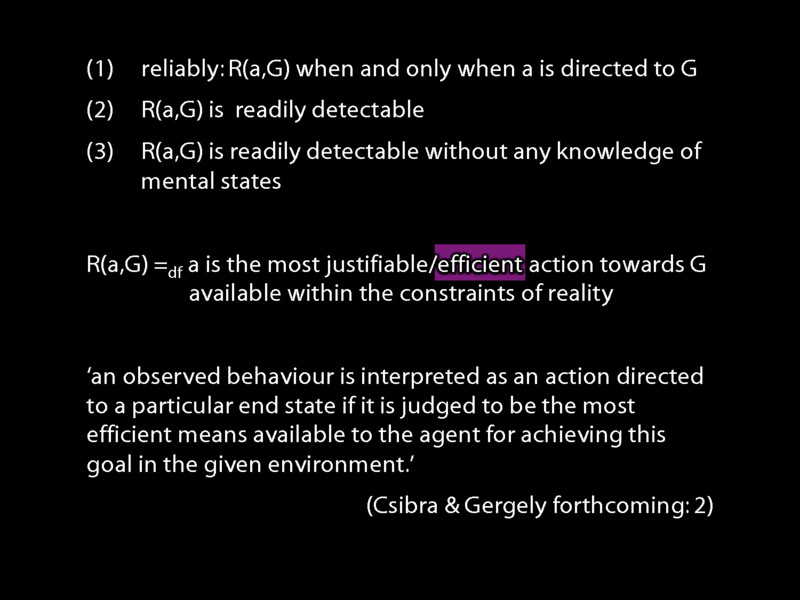 (1) reliably: R(a,G) when and only when a is directed to G
(2) R(a,G) is readily detectable
(3) R(a,G) is readily detectable without any knowledge of
mental states
R(a,G) =df a is the most justifiable/efficient action towards G
available within the constraints of reality
‘an observed behaviour is interpreted as an action directed
to a particular end state if it is judged to be the most
efficient means available to the agent for achieving this
goal in the given environment.’
(Csibra & Gergely forthcoming: 2)